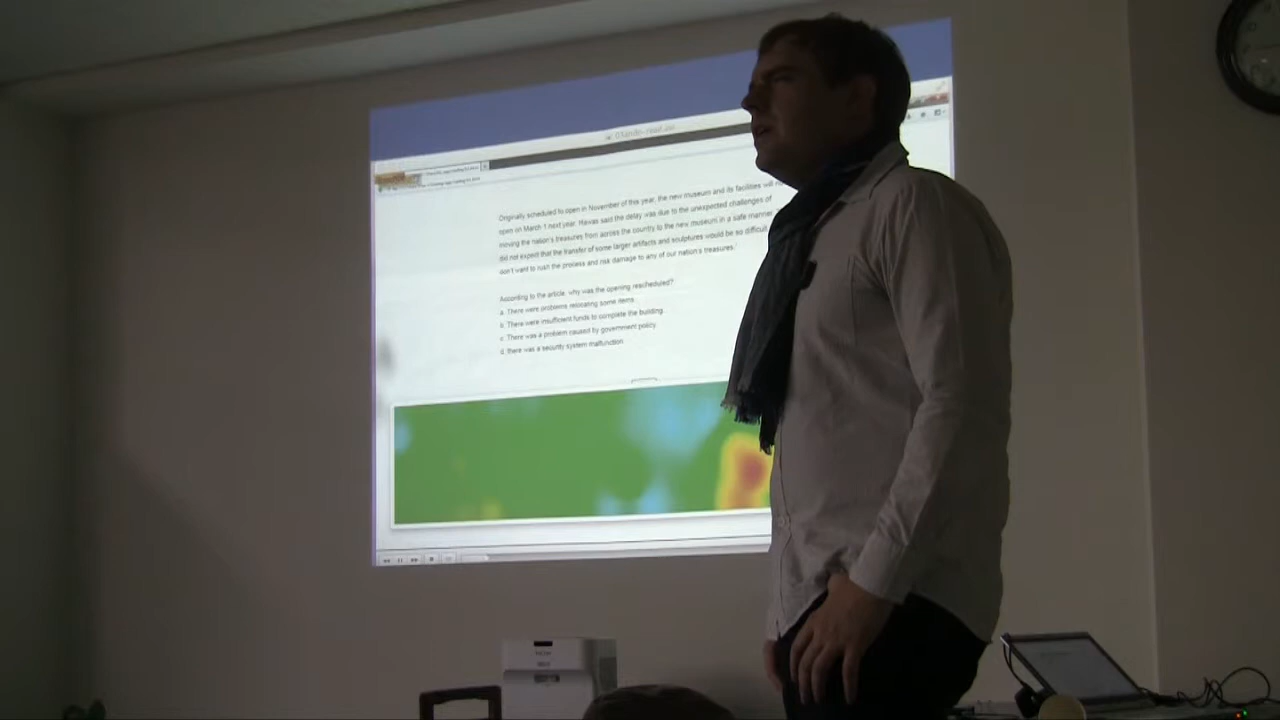 Originally scheduled to open in November of this year, the new museum and its facilities will
open on March 1 next year. Hawas said the delay was due to the unexpected challenges of
moving the nation's treasures from across the country to the new museum in a safe manner
did not expect that the transfer of some larger artifacts and sculptures would be so difficult
don't want to rush the process and risk damage to any of our nation's treasures.'
According to the article, why was the opening rescheduled?
a. There were problems relocating some items.
b. There were insufficient funds to complete the building.
c. There was a problem caused by government policy.
d. there was a security system malfunction.